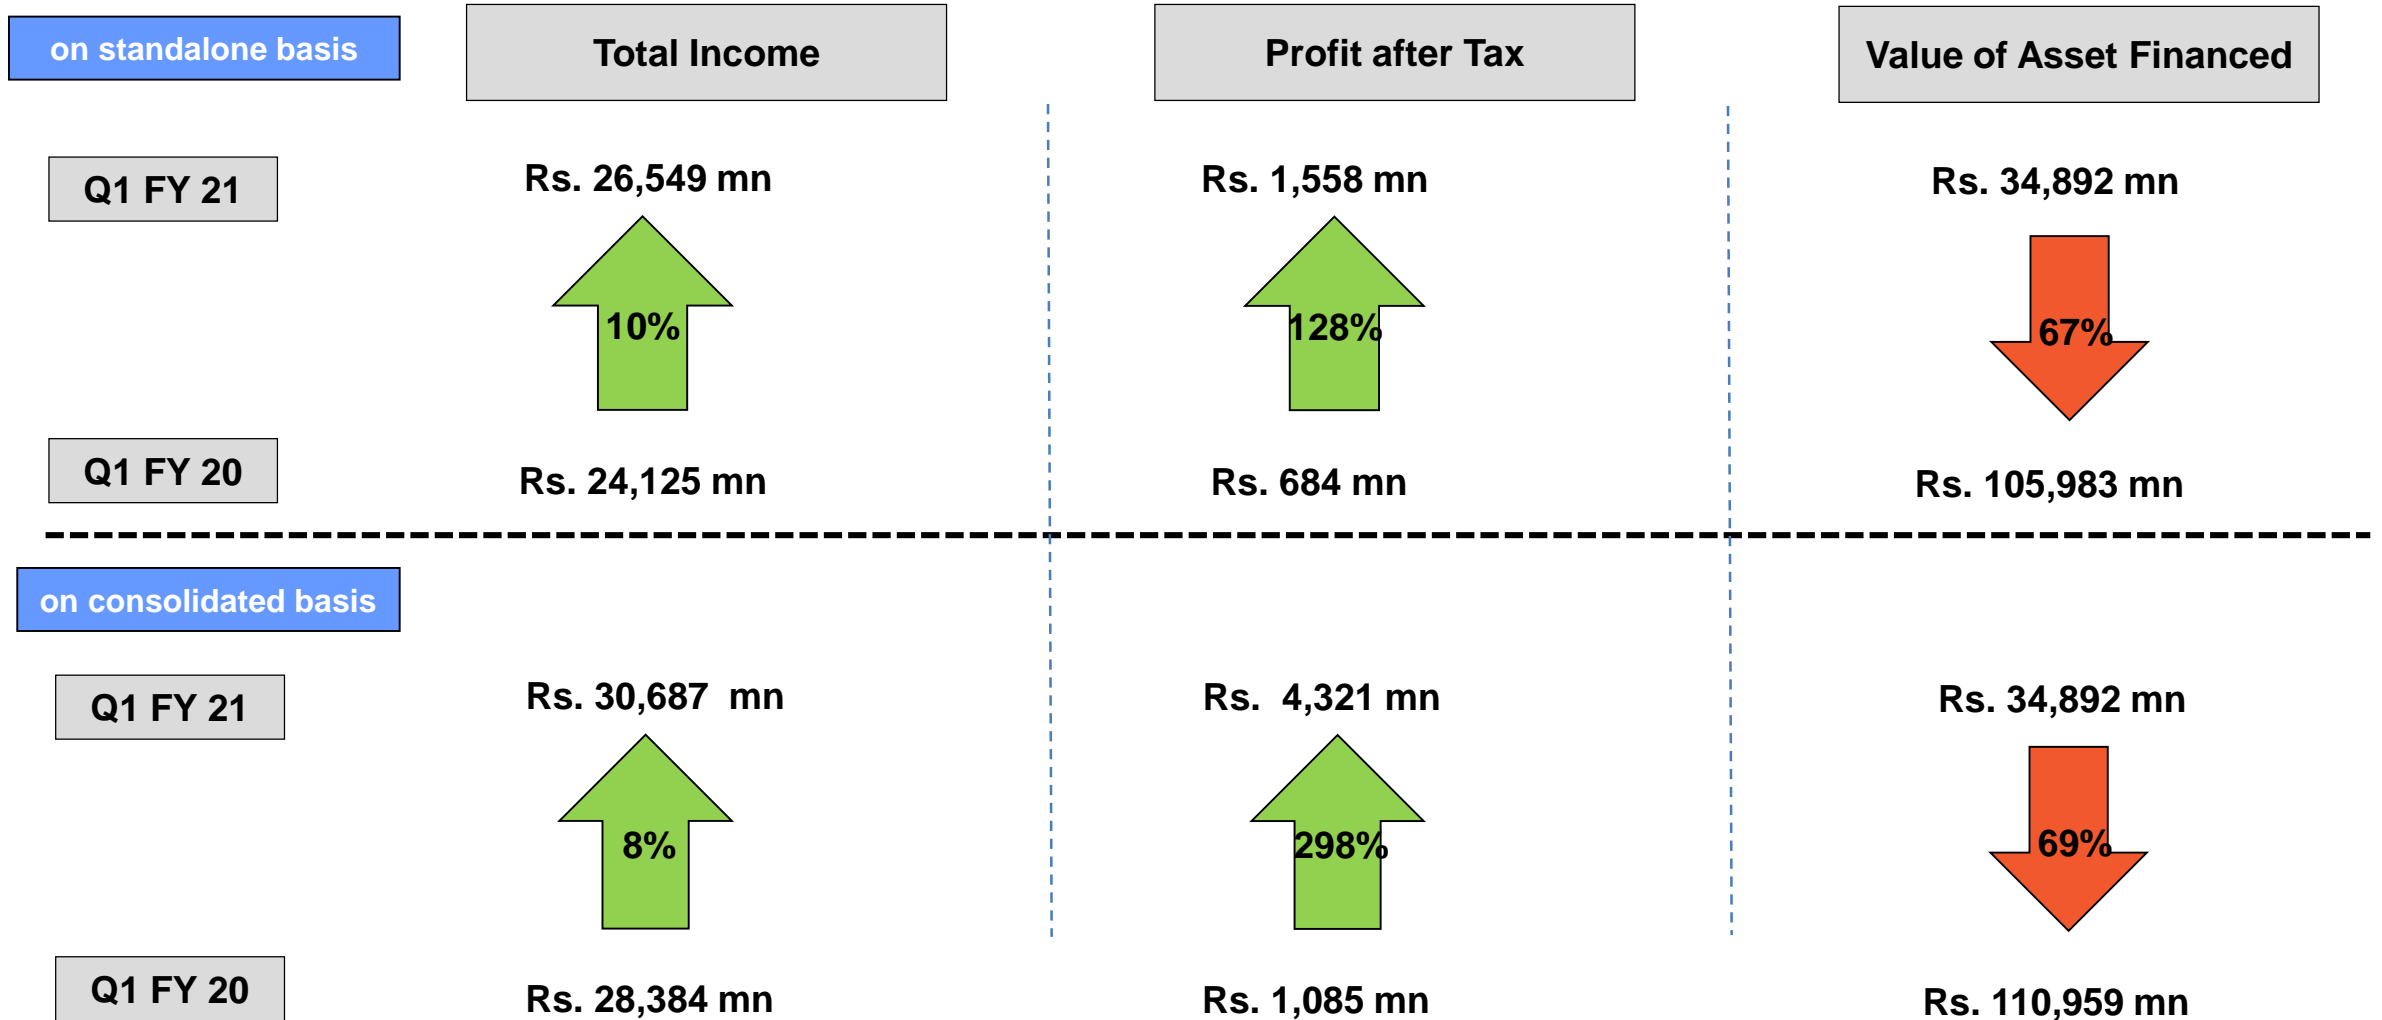 on standalone basis
Total Income
Profit after Tax
Value of Asset Financed
Q1 FY 21
Rs. 26,549 mn
Rs. 1,558 mn
Rs. 34,892 mn
10%
128%
67%
Q1 FY 20
Rs. 24,125 mn
Rs. 684 mn
Rs. 105,983 mn
on consolidated basis
Q1 FY 21
Rs. 30,687 mn
Rs. 4,321 mn
Rs. 34,892 mn
8%
298%
69%
Q1 FY 20
Rs. 28,384 mn
Rs. 1,085 mn
Rs. 110,959 mn